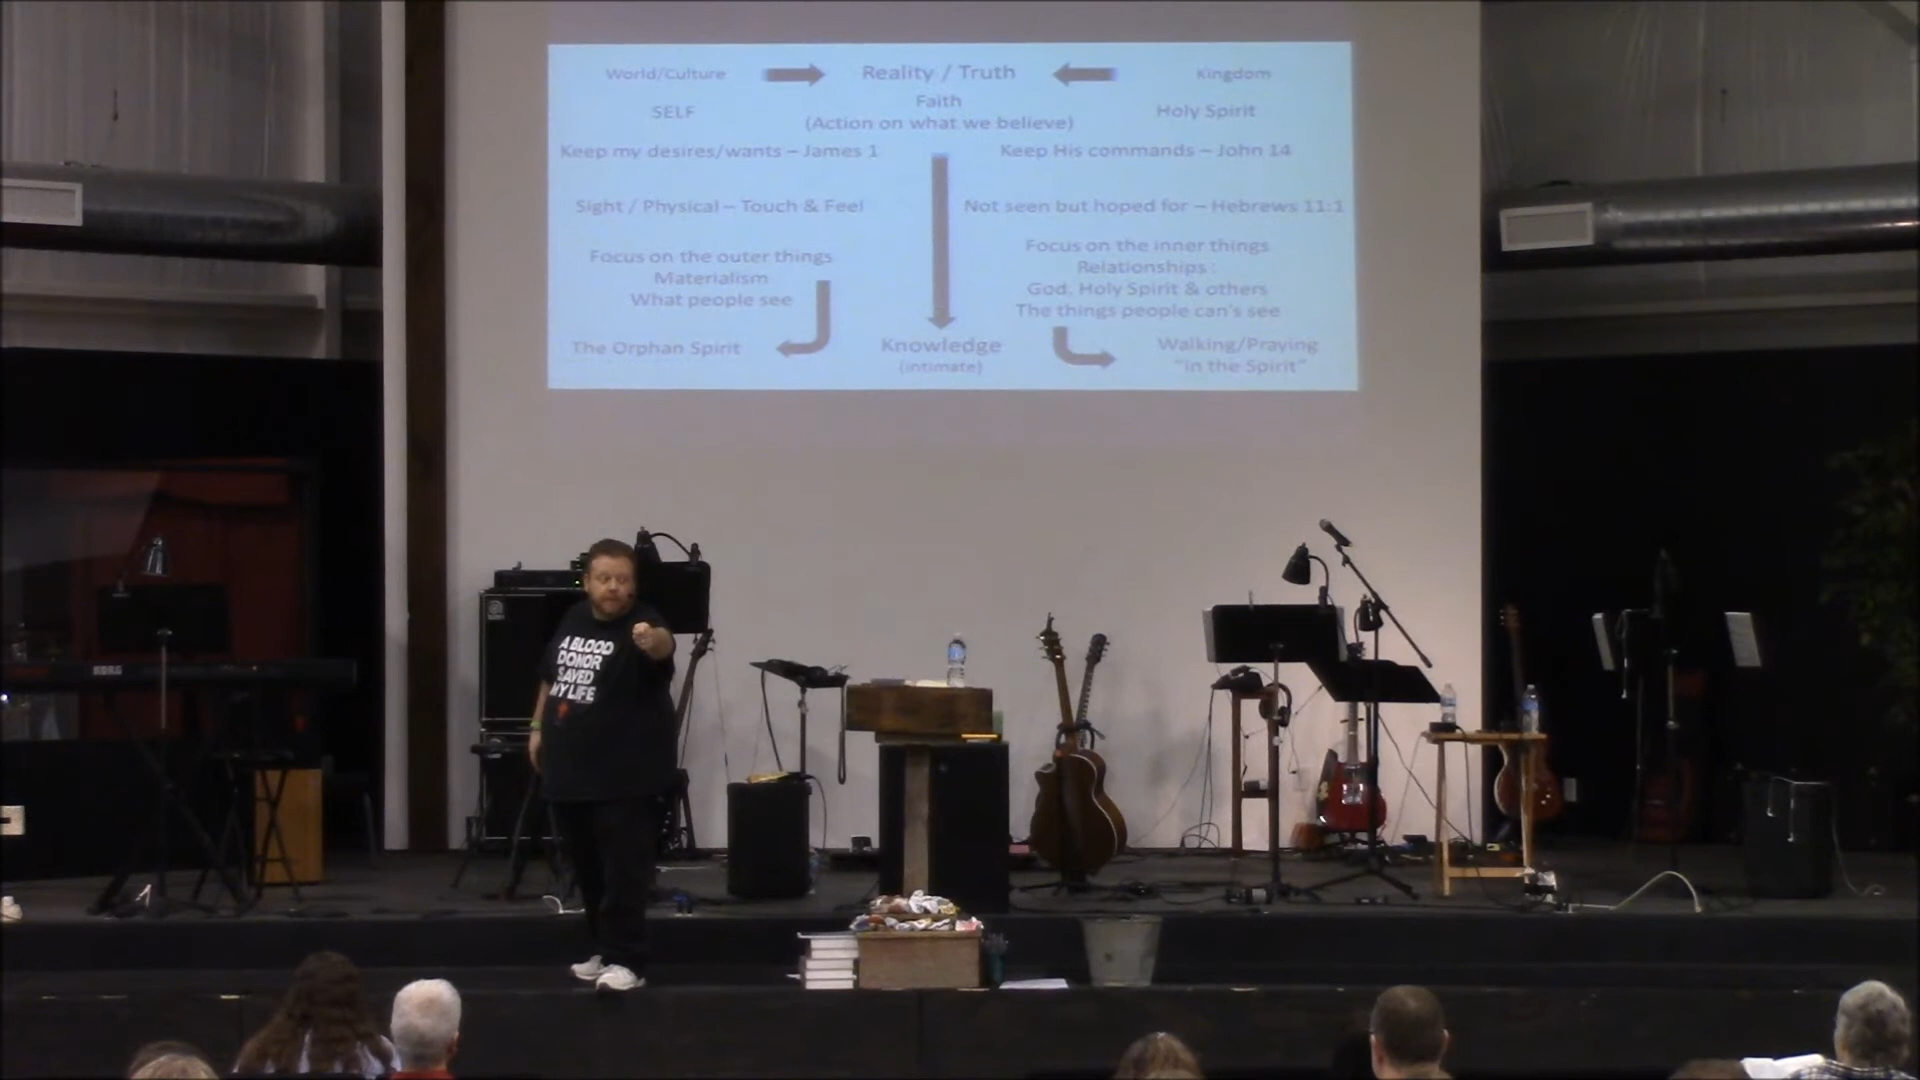 World/Culture
Reality / Truth
Kingdom
SELF
Faith
(Action on what we believe)
Holy Spirit
Keep my desires/wants – James 1
Keep His commands – John 14
Sight / Physical – Touch & Feel
Not seen but hoped for – Hebrews 11:1
Focus on the outer things
Materialism
What people see
Focus on the inner things
Relationships :
God, Holy Spirit & others
The things people can's see
The Orphan Spirit
Knowledge
(intimate)
Walking/Praying
"in the Spirit"
A BLOOD
DONOR
SAVED
MY LIFE
KORG